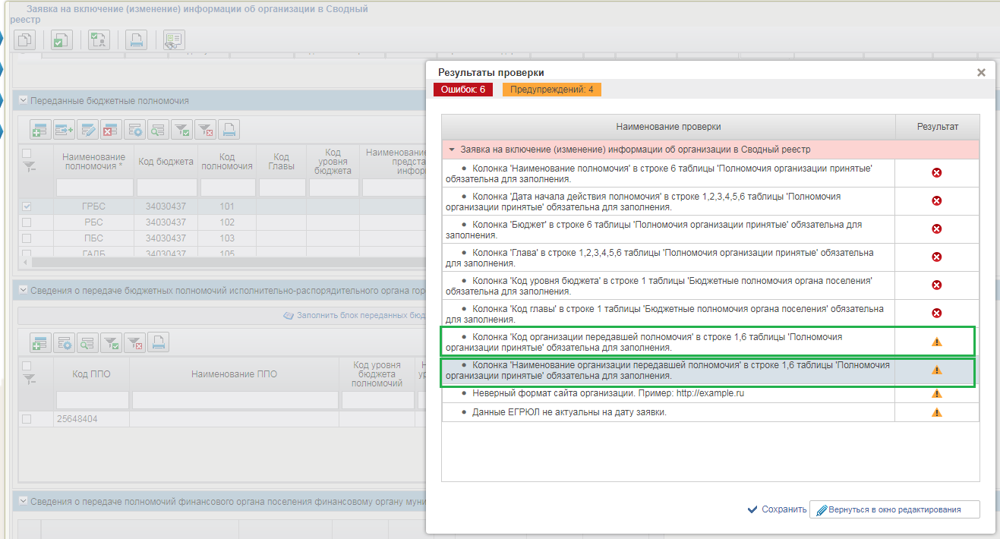 Заявка на включение (изменение) информации об организации в Сводный
реестр
Результаты проверки
Ошибок: 6
Предупреждений: 4
Наименование проверки
Результат
Заявка на включение (изменение) информации об организации в Сводный реестр
• Колонка 'Наименование полномочия' в строке 6 таблицы 'Полномочия организации принятые'
обязательна для заполнения.
• Колонка 'Дата начала действия полномочия' в строке 1,2,3,4,5,6 таблицы 'Полномочия
организации принятые' обязательна для заполнения.
• Колонка 'Бюджет' в строке 6 таблицы 'Полномочия организации принятые' обязательна для
заполнения.
• Колонка 'Глава' в строке 1,2,3,4,5,6 таблицы 'Полномочия организации принятые' обязательна
для заполнения.
• Колонка 'Код уровня бюджета' в строке 1 таблицы 'Бюджетные полномочия органа поселения'
обязательна для заполнения.
• Колонка 'Код главы' в строке 1 таблицы 'Бюджетные полномочия органа поселения' обязательна
для заполнения.
• Колонка 'Код организации передавшей полномочия' в строке 1,6 таблицы 'Полномочия
организации принятые' обязательна для заполнения.
• Колонка 'Наименование организации передавшей полномочия' в строке 1,6 таблицы 'Полномочия
организации принятые' обязательна для заполнения.
• Неверный формат сайта организации. Пример: http://example.ru
• Данные ЕГРЮЛ не актуальны на дату заявки.
Сохранить
Вернуться в окно редактирования
Переданные бюджетные полномочия
Наименование
полномочия *
Код бюджета
Код
полномочия
Код
Главы
Код
уровня
бюджета
Наименование
предста
инфор
ГРБС 34030437 101
РБС 34030437 102
ПБС 34030437 103
ГАДБ 34030437 105
Сведения о передаче бюджетных полномочий исполнительно-распорядительного органа гор
Заполнить блок переданных бюд
Код ППО
Наименование ППО
Код уровня
бюджета
полномочий
25648404
Сведения о передаче полномочий финансового органа поселения финансовому органу муни